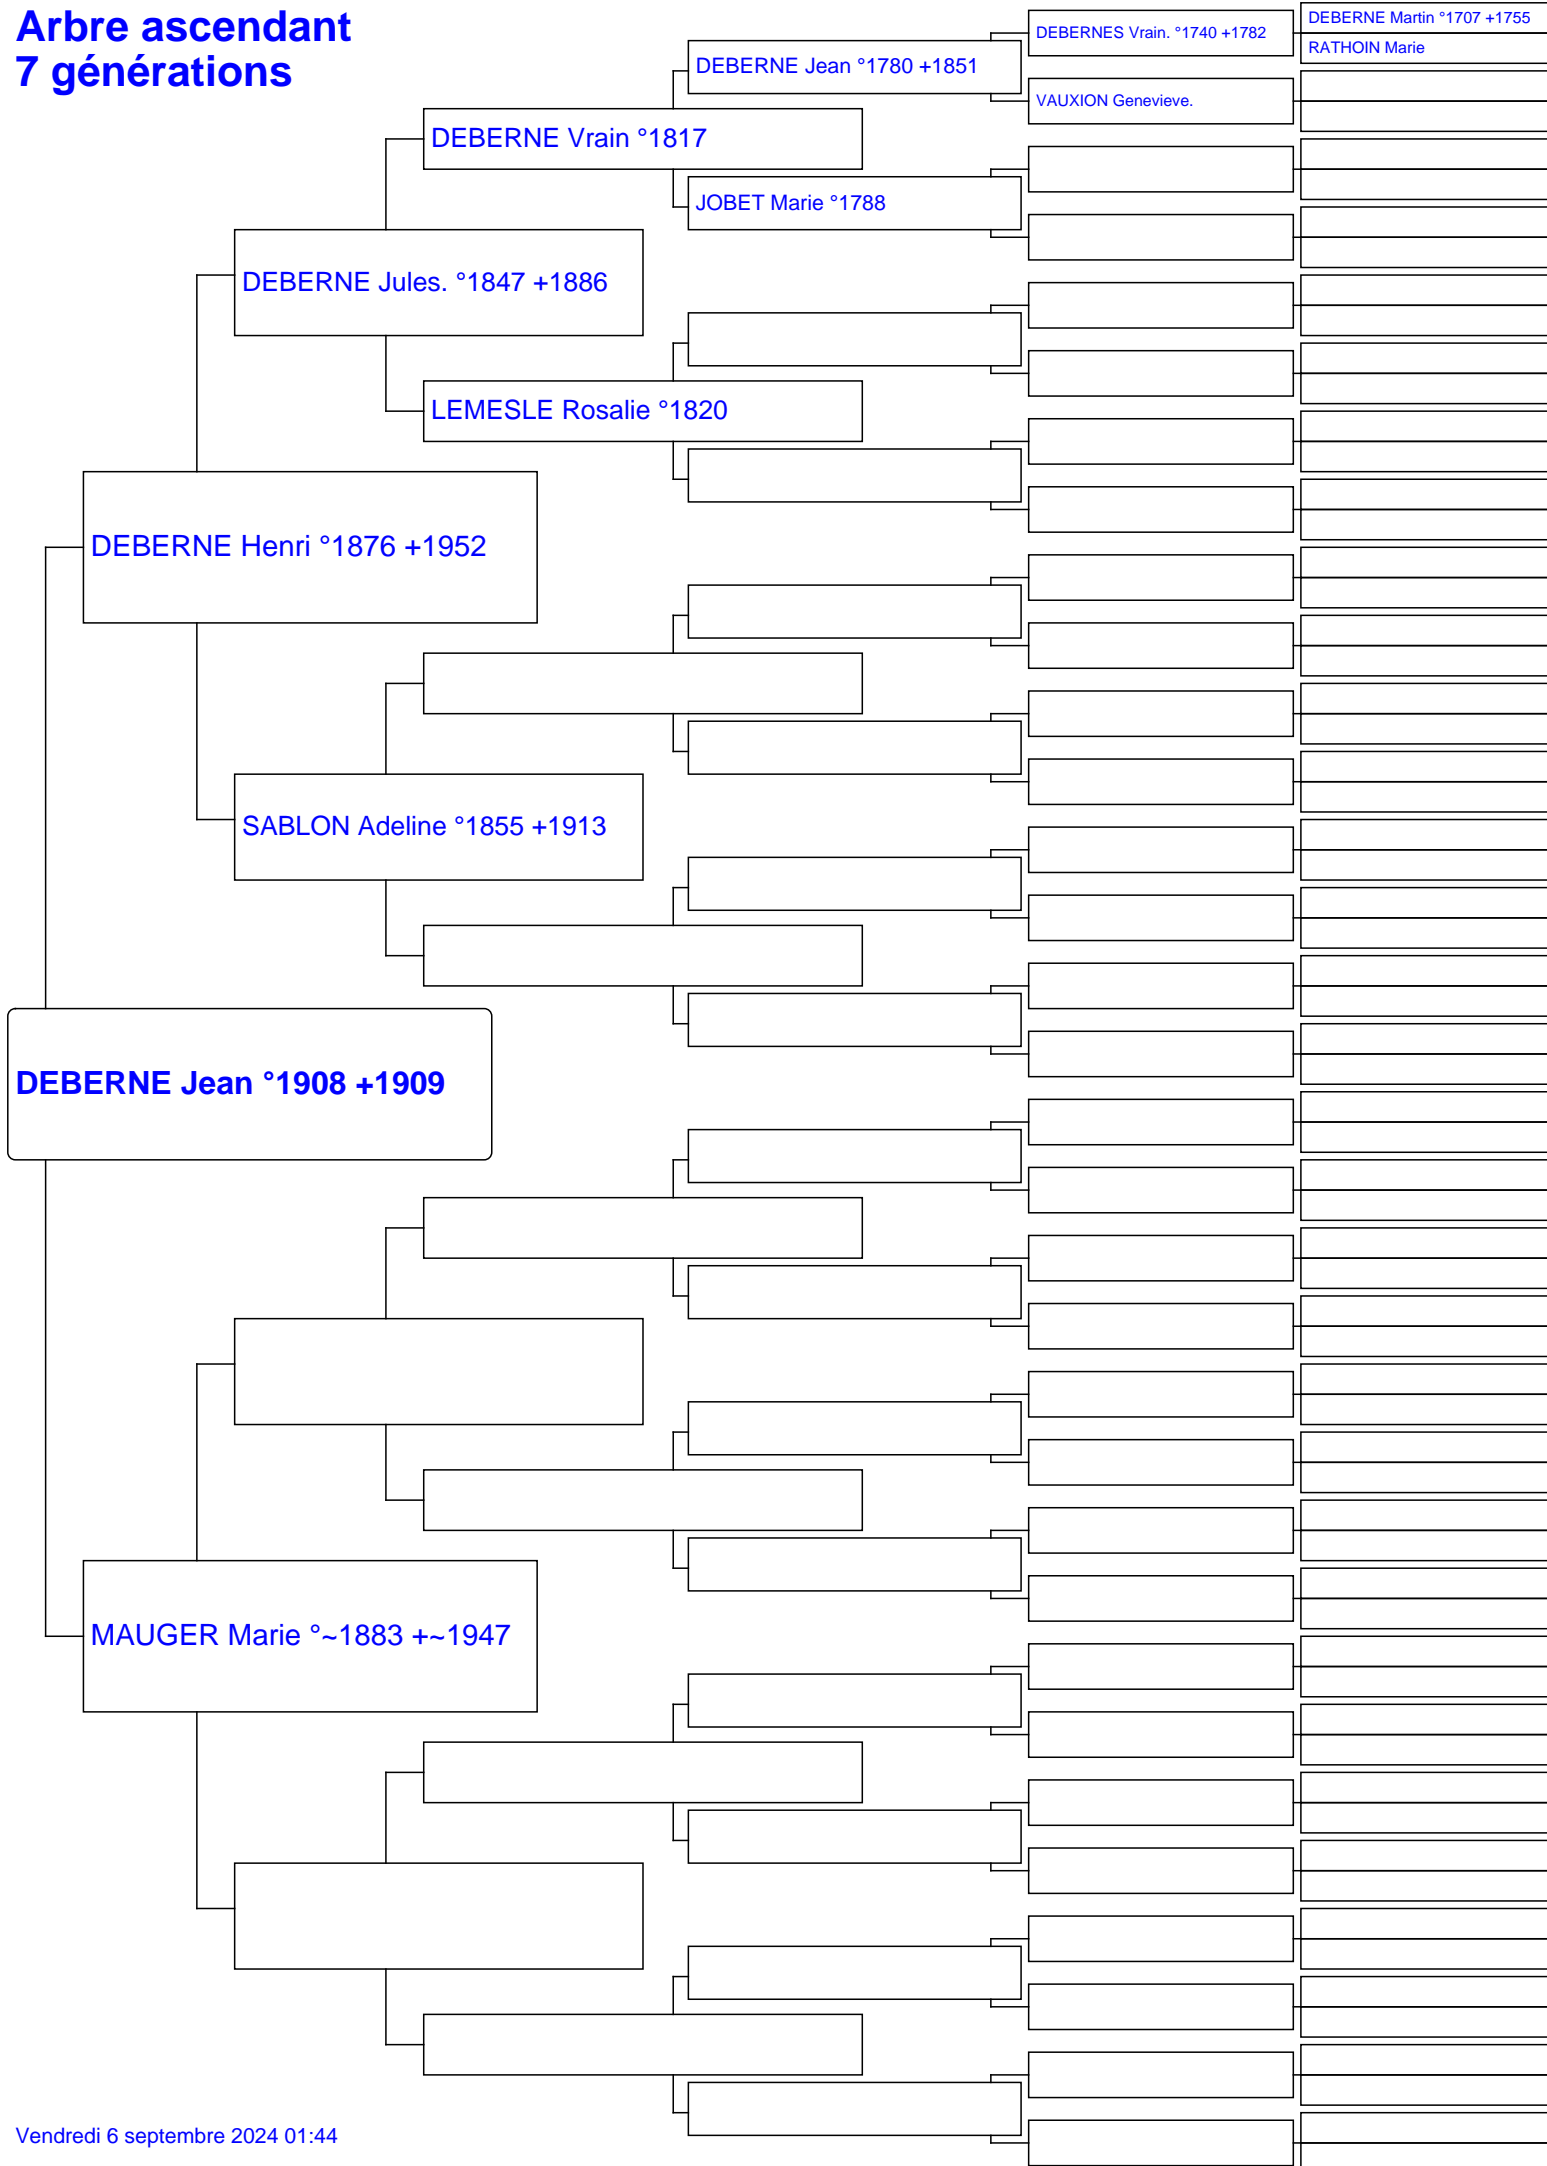 Arbre ascendant
7 générations
DEBERNE Martin °1707 +1755
DEBERNES Vrain. °1740 +1782
RATHOIN Marie
DEBERNE Jean °1780 +1851
VAUXION Genevieve.
DEBERNE Vrain °1817
JOBET Marie °1788
DEBERNE Jules. °1847 +1886
LEMESLE Rosalie °1820
DEBERNE Henri °1876 +1952
SABLON Adeline °1855 +1913
DEBERNE Jean °1908 +1909
MAUGER Marie °~1883 +~1947
Vendredi 6 septembre 2024 01:44